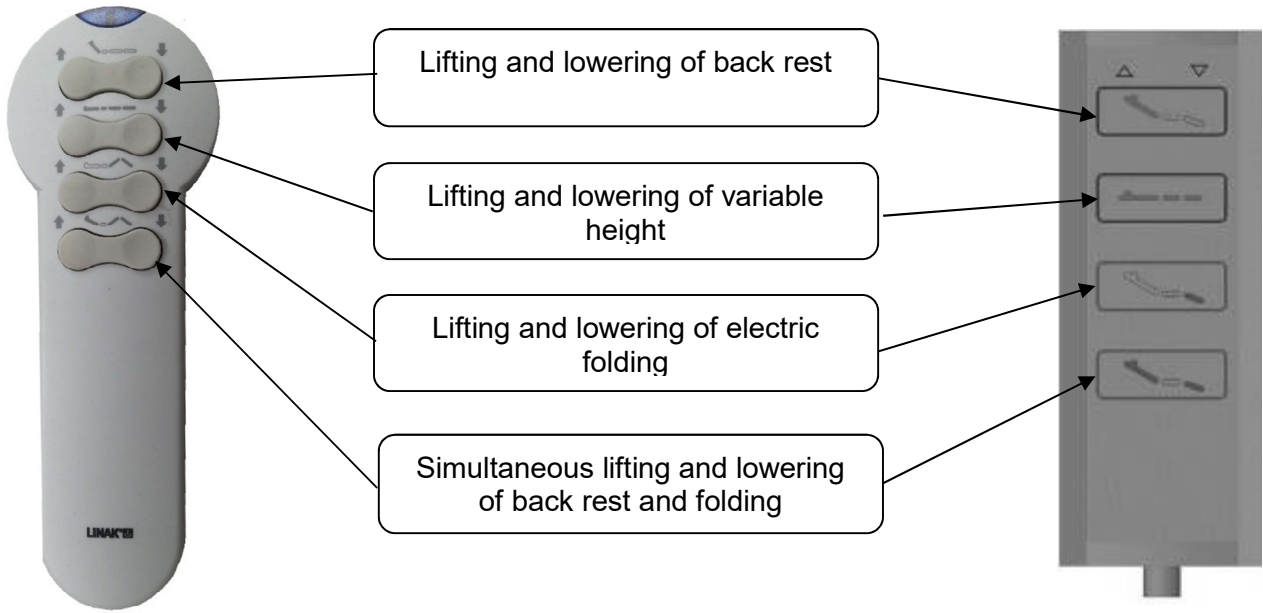 Lifting and lowering of back rest
Lifting and lowering of variable
height
Lifting and lowering of electric
folding
Simultaneous lifting and lowering
of back rest and folding
LINAK